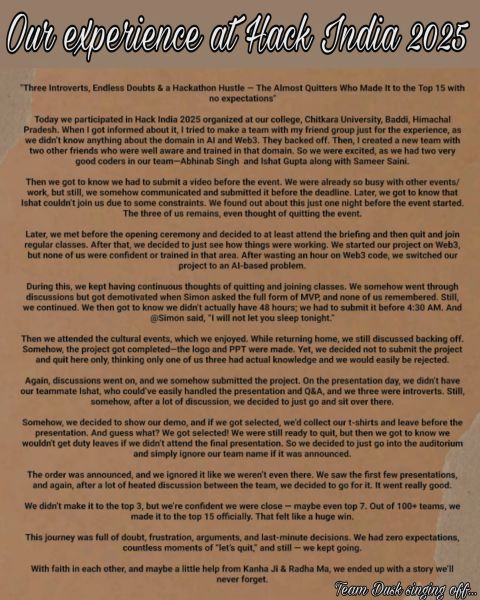 Our experience at Hack India 2025
"Three Introverts, Endless Doubts & a Hackathon Hustle — The Almost Quitters Who Made It to the Top 15 with
no expectations"
Today we participated in Hack India 2025 organized at our college, Chitkara University, Baddi, Himachal
Pradesh. When I got informed about it, I tried to make a team with my friend group just for the experience, as
we didn't know anything about the domain in AI and Web3. They backed off. Then, I created a new team with
two other friends who were well aware and trained in that domain. So we were excited, as we had two very
good coders in our team—Abhinab Singh and Ishat Gupta along with Sameer Saini.
Then we got to know we had to submit a video before the event. We were already so busy with other events/
work, but still, we somehow communicated and submitted it before the deadline. Later, we got to know that
Ishat couldn't join us due to some constraints. We found out about this just one night before the event started.
The three of us remains, even thought of quitting the event.
Later, we met before the opening ceremony and decided to at least attend the briefing and then quit and join
regular classes. After that, we decided to just see how things were working. We started our project on Web3,
but none of us were confident or trained in that area. After wasting an hour on Web3 code, we switched our
project to an AI-based problem.
During this, we kept having continuous thoughts of quitting and joining classes. We somehow went through
discussions but got demotivated when Simon asked the full form of MVP, and none of us remembered. Still,
we continued. We then got to know we didn't actually have 48 hours; we had to submit it before 4:30 AM. And
@Simon said, "I will not let you sleep tonight."
Then we attended the cultural events, which we enjoyed. While returning home, we still discussed backing off.
Somehow, the project got completed—the logo and PPT were made. Yet, we decided not to submit the project
and quit here only, thinking only one of us three had actual knowledge and we would be easily rejected.
Again, discussions went on, and we somehow submitted the project. On the presentation day, we didn't have
our teammate Ishat, who could've easily handled the presentation and Q&A, and we three were introverts. Still,
somehow, after a lot of discussion, we decided to just go and sit over there.
Somehow, we decided to show our demo, and if we got selected, we'd collect our t-shirts and leave before the
presentation. And guess what? We got selected! We were still ready to quit, but then we got to know we
wouldn't get duty leaves if we didn't attend the final presentation. So we decided to just go into the auditorium
and simply ignore our team name if it was announced.
The order was announced, and we ignored it like we weren't even there. We saw the first few presentations,
and again, after a lot of heated discussion between the team, we decided to go for it. It went really good.
We didn't make it to the top 3, but we're confident we were close — maybe even top 7. Out of 100+ teams, we
made it to the top 15 officially. That felt like a huge win.
This journey was full of doubt, frustration, arguments, and last-minute decisions. We had zero expectations,
countless moments of "let's quit," and still — we kept going.
With faith in each other, and maybe a little help from Kanha Ji & Radha Ma, we ended up with a story we'll
never forget.
Team Dusk singing off...